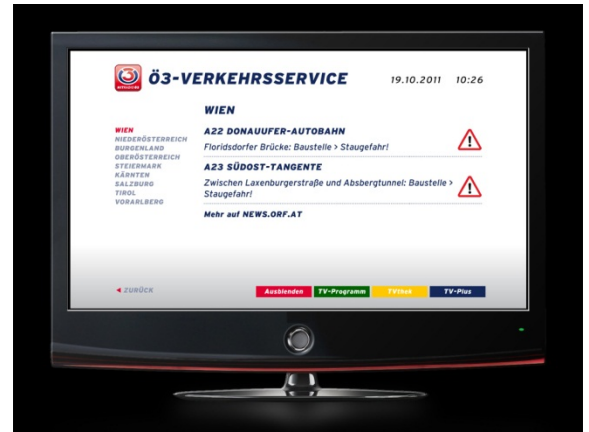 Ö3-VERKEHRSSERVICE
19.10.2011 10:26
WIEN
WIEN
NIEDERÖSTERREICH
BURGENLAND
OBERÖSTERREICH
STEIERMARK
KÄRNTEN
SALZBURG
TIROL
VORARLBERG
A22 DONAUUFER-AUTOBAHN
Floridsdorfer Brücke: Baustelle > Staugefahr!
A23 SÜDOST-TANGENTE
Zwischen Laxenburgerstraße und Absbergtunnel: Baustelle >
Staugefahr!
Mehr auf NEWS.ORF.AT
ZURÜCK
Ausblenden
TV-Programm
TVthek
TV-Plus